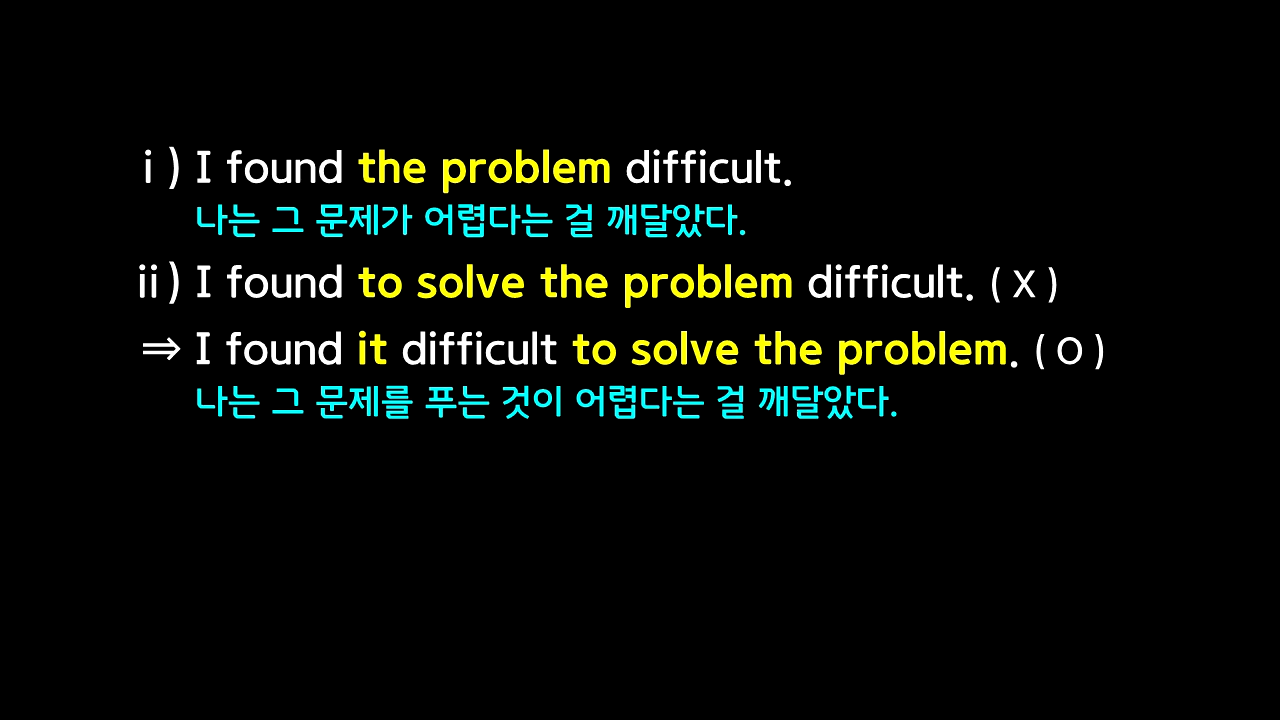 ⅰ) I found the problem difficult.
나는 그 문제가 어렵다는 걸 깨달았다.
ⅱ) I found to solve the problem difficult. ( X )
⇒ I found it difficult to solve the problem. ( O )
나는 그 문제를 푸는 것이 어렵다는 걸 깨달았다.